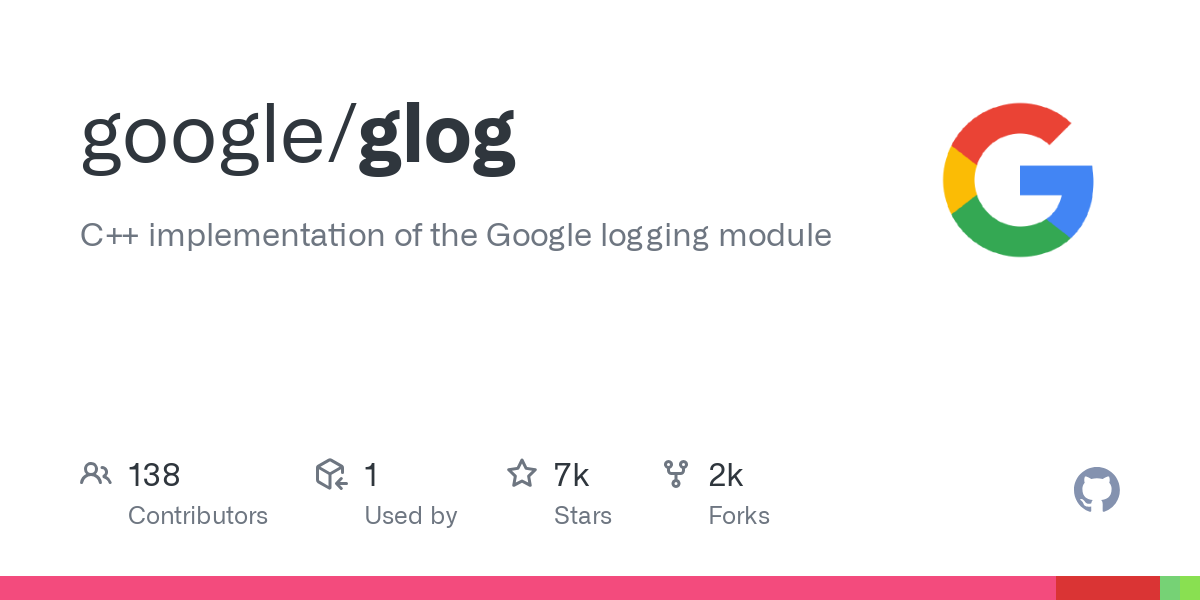 google/glog
C++ implementation of the Google logging module
138 1 7k 2k
Contributors Used by Stars Forks